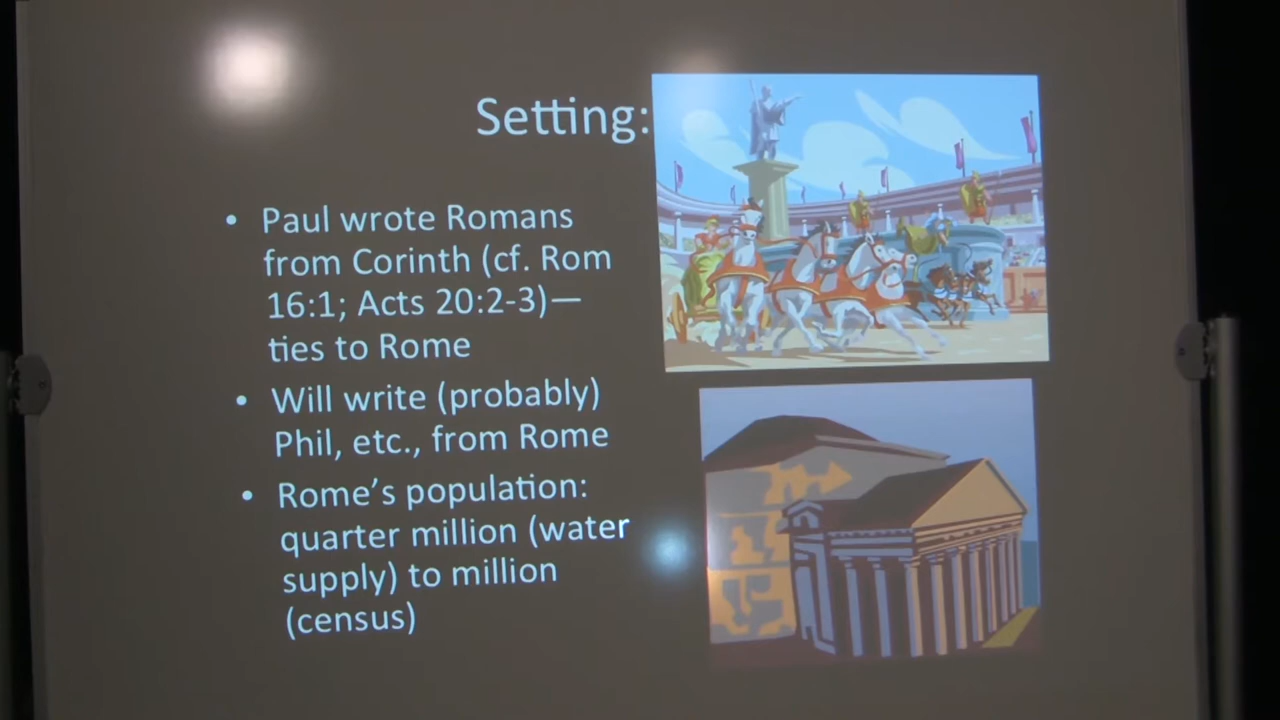 Setting:
• Paul wrote Romans
from Corinth (cf. Rom
16:1; Acts 20:2-3)—
ties to Rome
• Will write (probably)
Phil, etc., from Rome
• Rome’s population:
quarter million (water
supply) to million
(census)